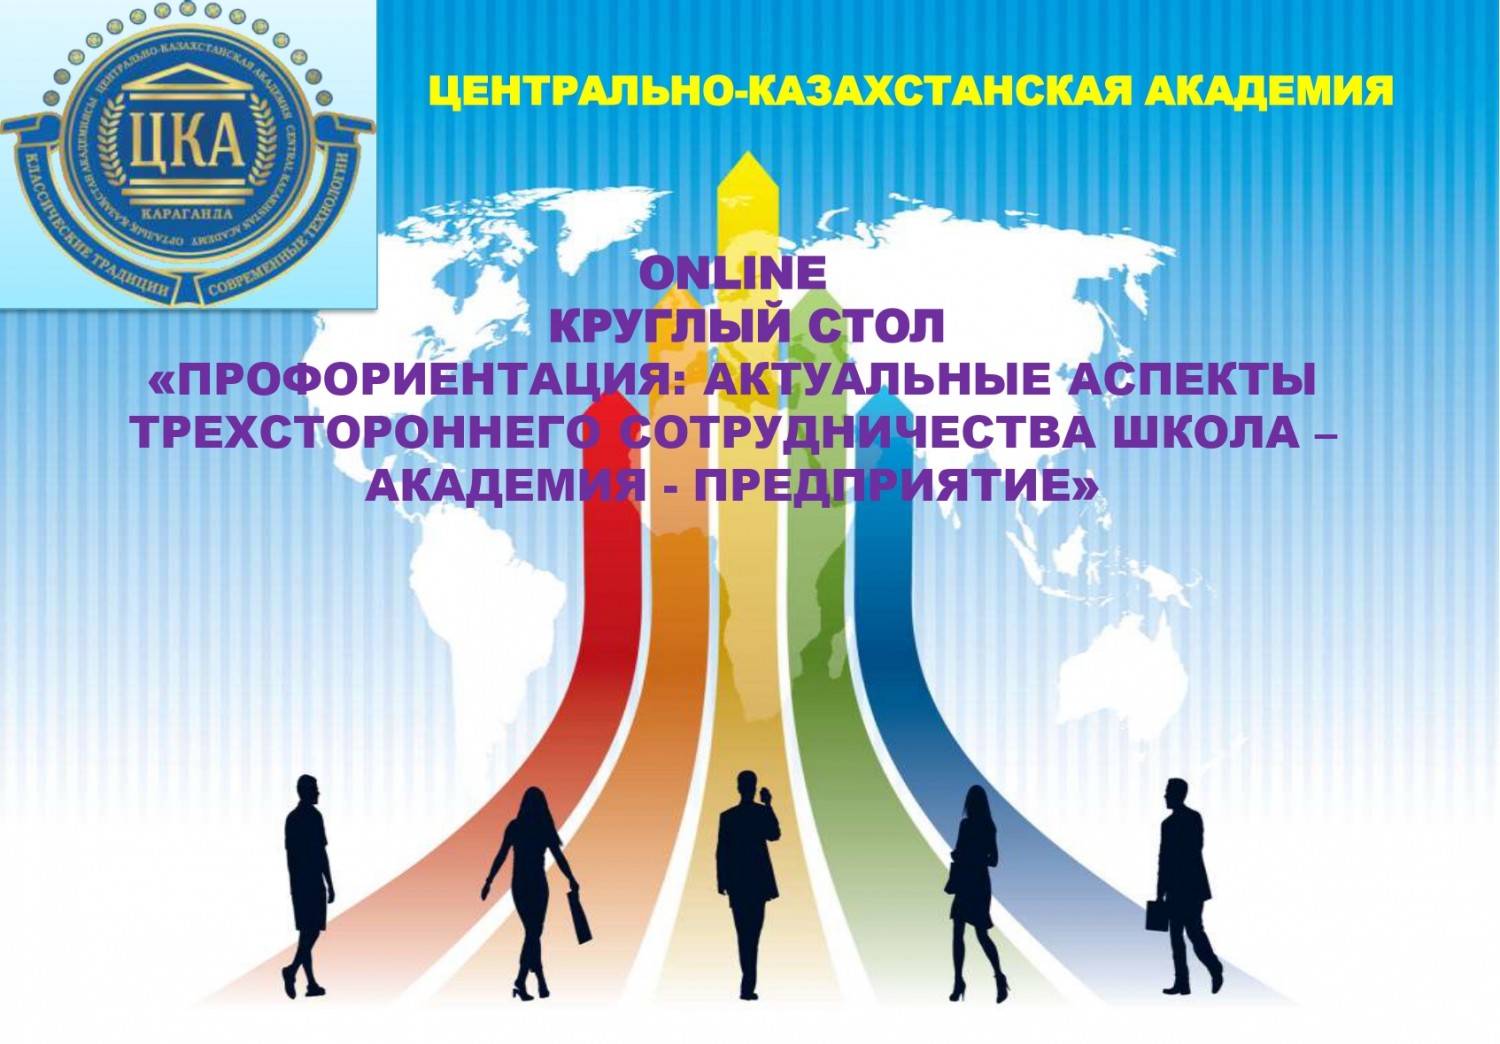 ЦЕНТРАЛЬНО-КАЗАХСТАНСКАЯ АКАДЕМИЯ
ЦЕНТРАЛЬНО-КАЗАХСТАНСКАЯ АКАДЕМИЯ
CENTRAL KAZAKHSTAN ACADEMY
ОРТАЛЫҚ ҚАЗАҚСТАН АКАДЕМИЯСЫ
ЦКА
КАРАГАНДА
КЛАССИЧЕСКИЕ ТРАДИЦИИ
СОВРЕМЕННЫЕ ТЕХНОЛОГИИ
ONLINE
КРУГЛЫЙ СТОЛ
«ПРОФОРИЕНТАЦИЯ: АКТУАЛЬНЫЕ АСПЕКТЫ
ТРЕХСТОРОННЕГО СОТРУДНИЧЕСТВА ШКОЛА –
АКАДЕМИЯ - ПРЕДПРИЯТИЕ»